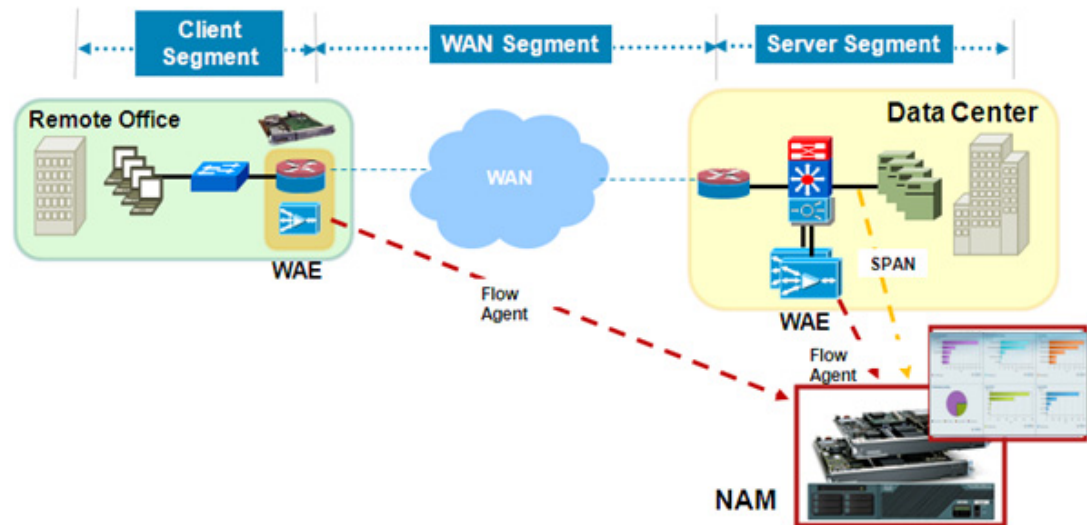 Client
Segment
WAN Segment
Server Segment
Remote Office
Data Center
WAN
WAE
SPAN
WAE
Flow
Agent
Flow
Agent
NAM